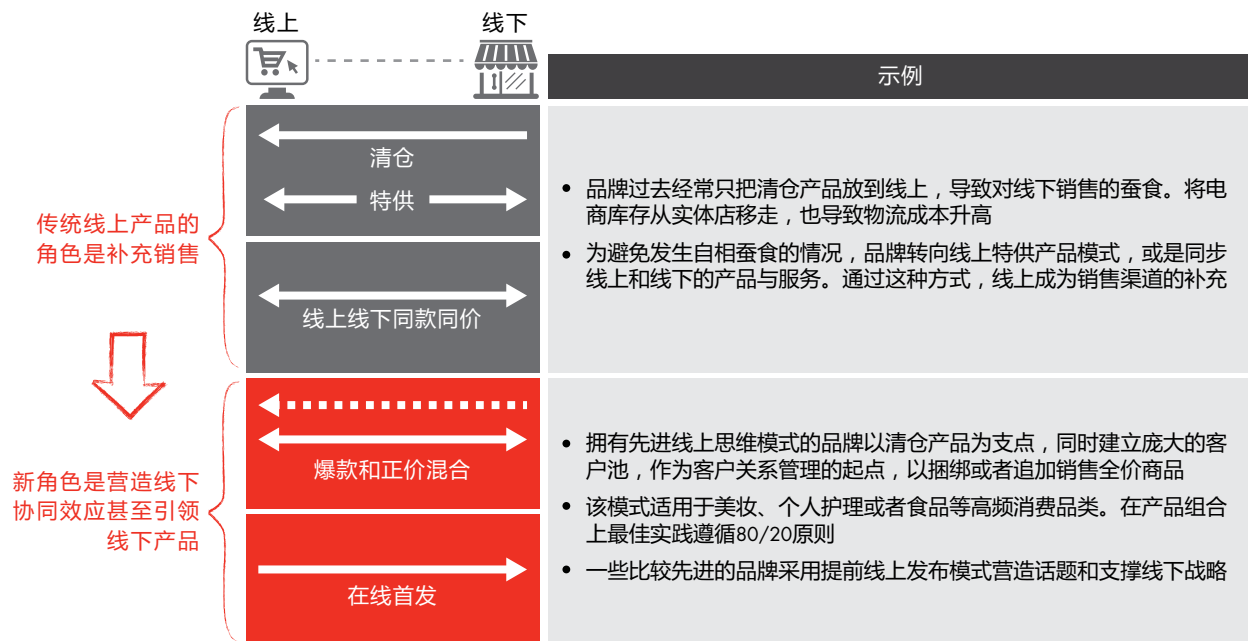 线上
线下
示例
传统线上产品的
角色是补充销售
清仓
特供
线上线下同款同价
• 品牌过去经常只把清仓产品放到线上，导致对线下销售的蚕食。将电
商库存从实体店移走，也导致物流成本升高
• 为避免发生自相蚕食的情况，品牌转向线上特供产品模式，或是同步
线上和线下的产品与服务。通过这种方式，线上成为销售渠道的补充
新角色是营造线下
协同效应甚至引领
线下产品
爆款和正价混合
在线首发
• 拥有先进线上思维模式的品牌以清仓产品为支点，同时建立庞大的客
户池，作为客户关系管理的起点，以捆绑或者追加销售全价商品
• 该模式适用于美妆、个人护理或者食品等高频消费品类。在产品组合
上最佳实践遵循80/20原则
• 一些比较先进的品牌采用提前线上发布模式营造话题和支撑线下战略